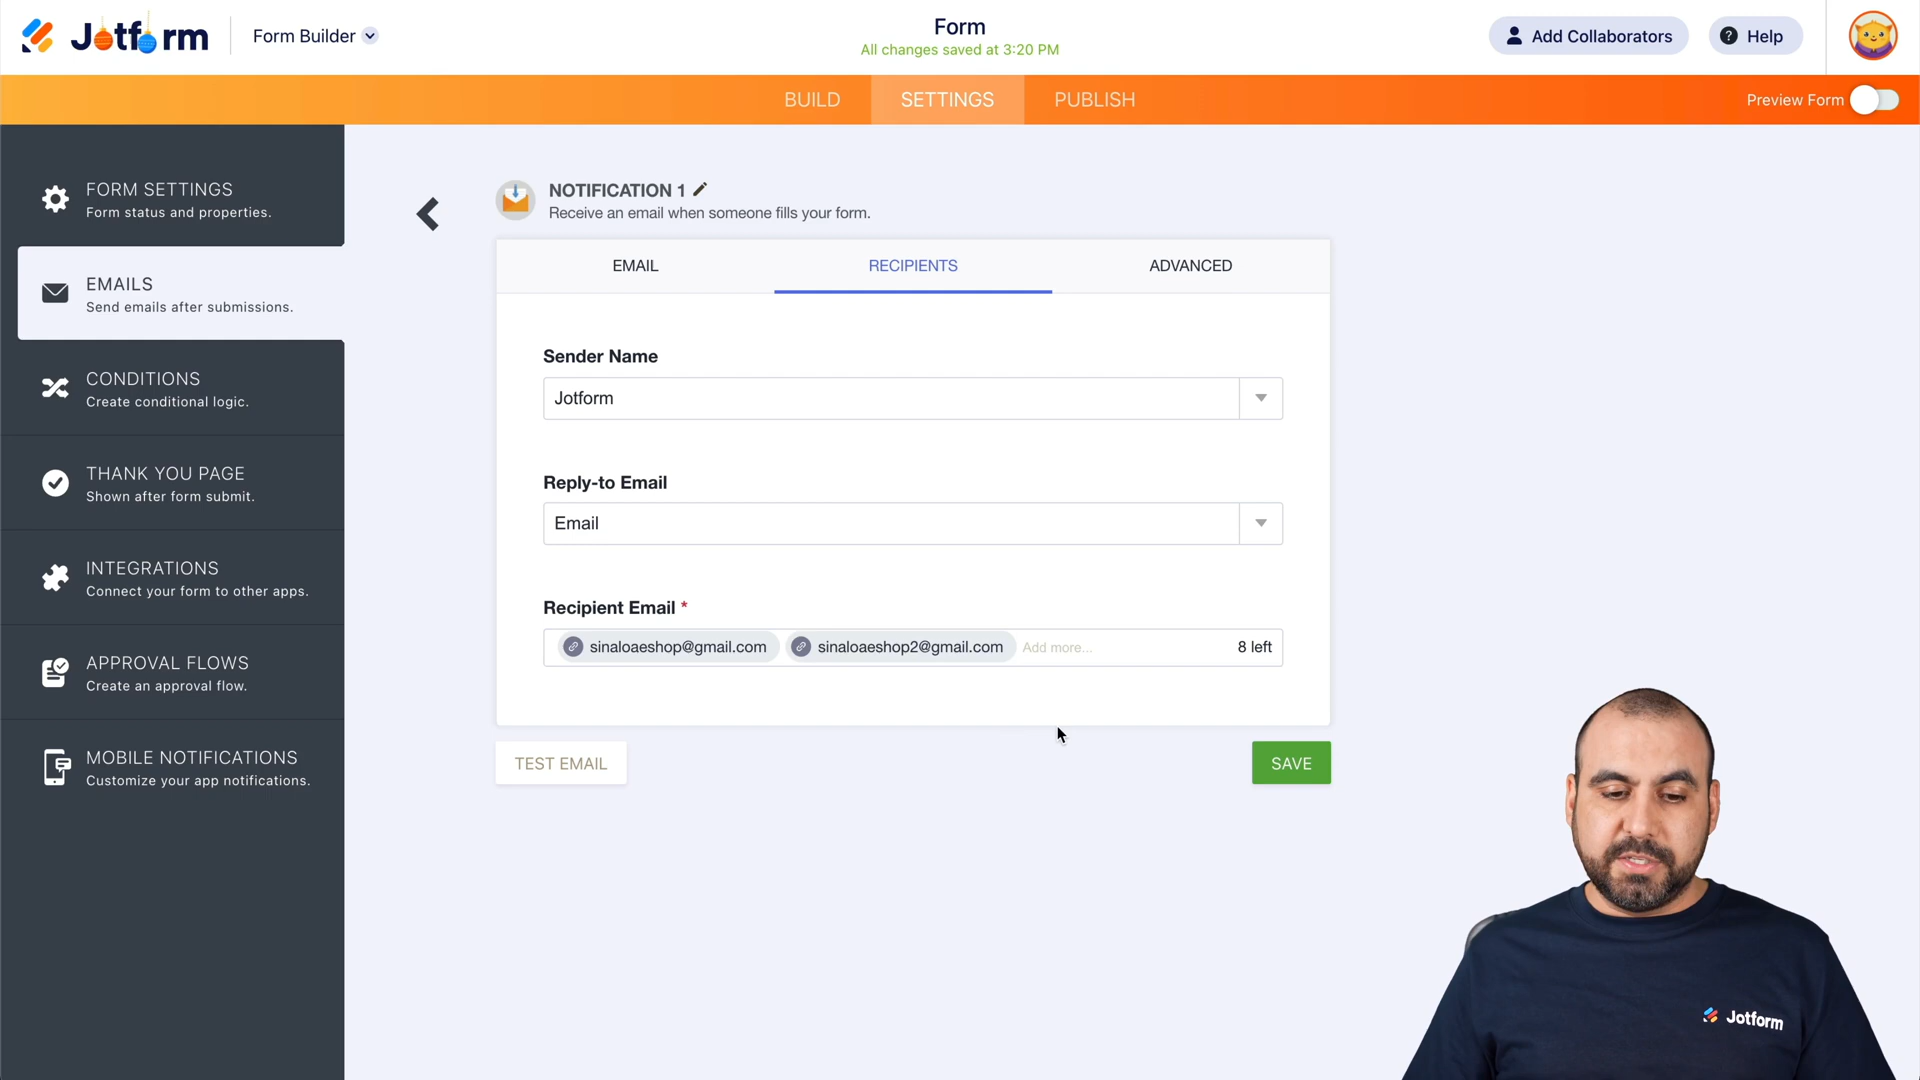 Jotform
Form Builder
Form
All changes saved at 3:20 PM
Add Collaborators
? Help
BUILD
SETTINGS
PUBLISH
Preview Form
FORM SETTINGS
Form status and properties.
EMAILS
Send emails after submissions.
CONDITIONS
Create conditional logic.
THANK YOU PAGE
Shown after form submit.
INTEGRATIONS
Connect your form to other apps.
APPROVAL FLOWS
Create an approval flow.
MOBILE NOTIFICATIONS
Customize your app notifications.
NOTIFICATION 1
Receive an email when someone fills your form.
EMAIL
RECIPIENTS
ADVANCED
Sender Name
Jotform
Reply-to Email
Email
Recipient Email *
sinaloaeshop@gmail.com sinaloaeshop2@gmail.com Add more... 8 left
TEST EMAIL
SAVE
Jotform